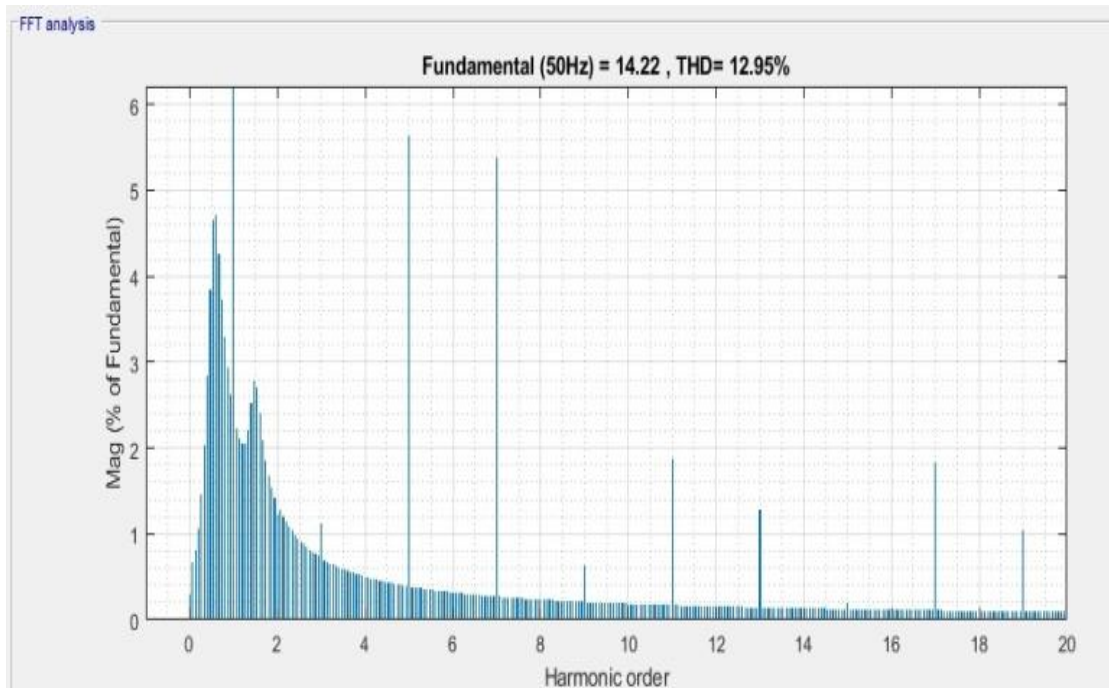 FFT analysis
Fundamental (50Hz) = 14.22 , THD= 12.95%
Mag (% of Fundamental)
6
5
4
3
2
1
0
0 2 4 6 8 10 12 14 16 18 20
Harmonic order